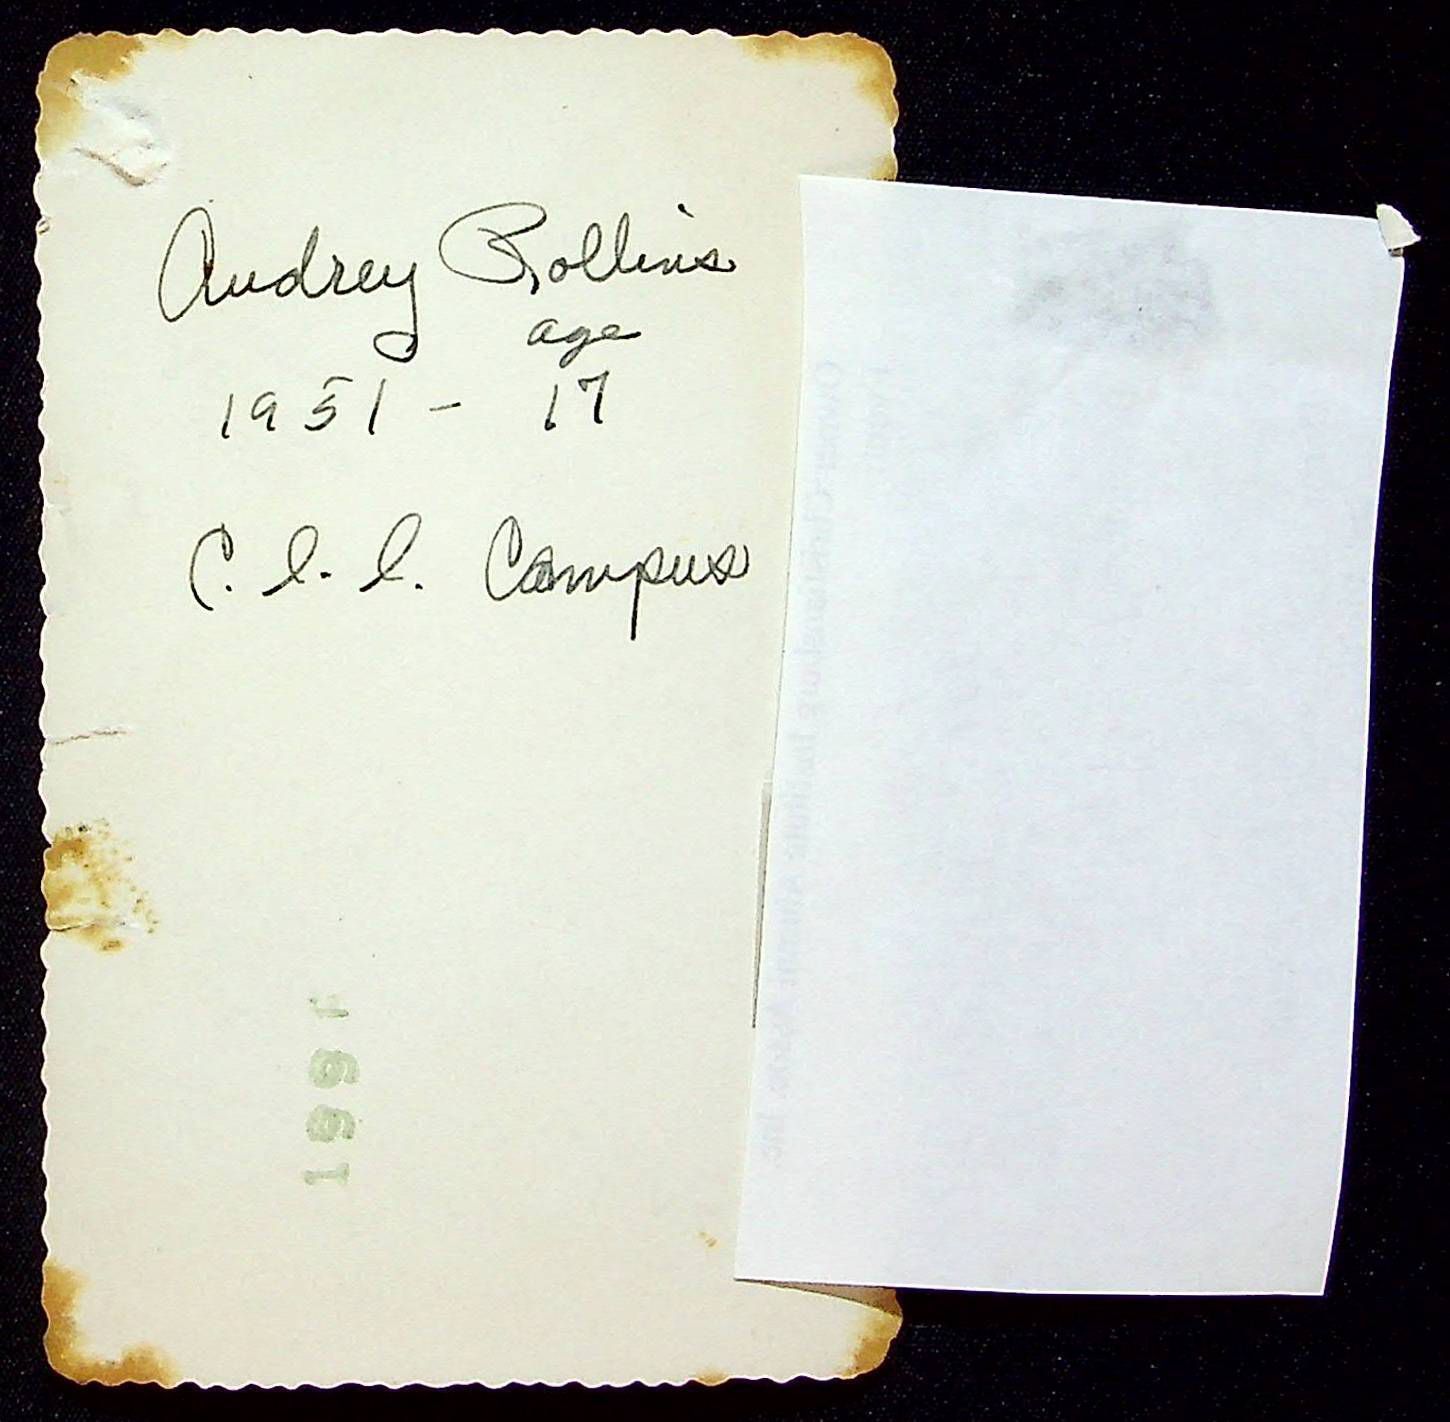 Audrey Rollins
age
1951 - 17
C. I. I. Campus